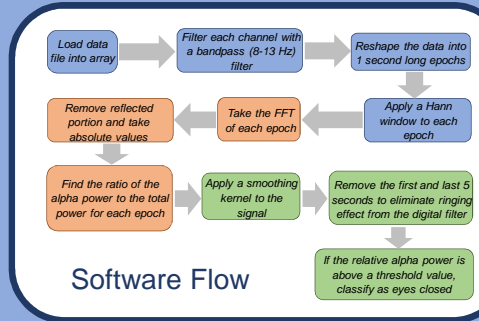 Load data
file into array
Filter each channel with
a bandpass (8-13 Hz)
filter
Reshape the data into
1 second long epochs
Apply a Hann
window to each
epoch
Take the FFT
of each epoch
Remove reflected
portion and take
absolute values
Find the ratio of the
alpha power to the total
power for each epoch
Apply a smoothing
kernel to the
signal
Remove the first and last 5
seconds to eliminate ringing
effect from the digital filter
If the relative alpha power is
above a threshold value,
classify as eyes closed
Software Flow